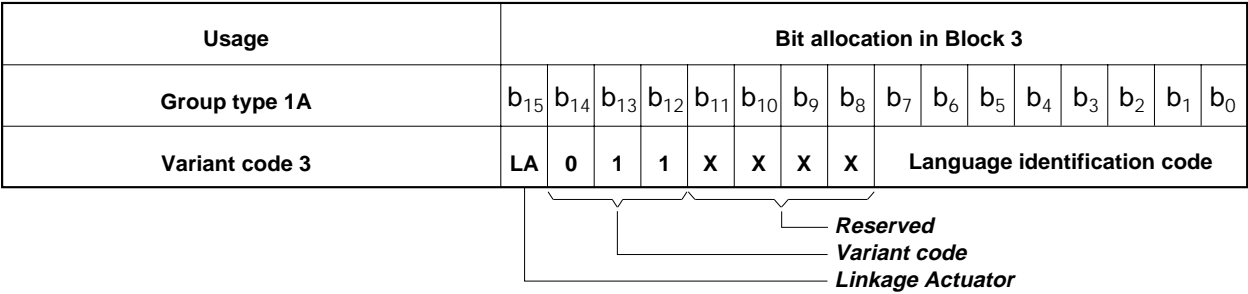 Usage Bit allocation in Block 3
Group type 1A b15 b14 b13 b12 b11 b10 b9 b8 b7 b6 b5 b4 b3 b2 b1 b0
Variant code 3 LA 0 1 1 X X X X Language identification code
Reserved
Variant code
Linkage Actuator